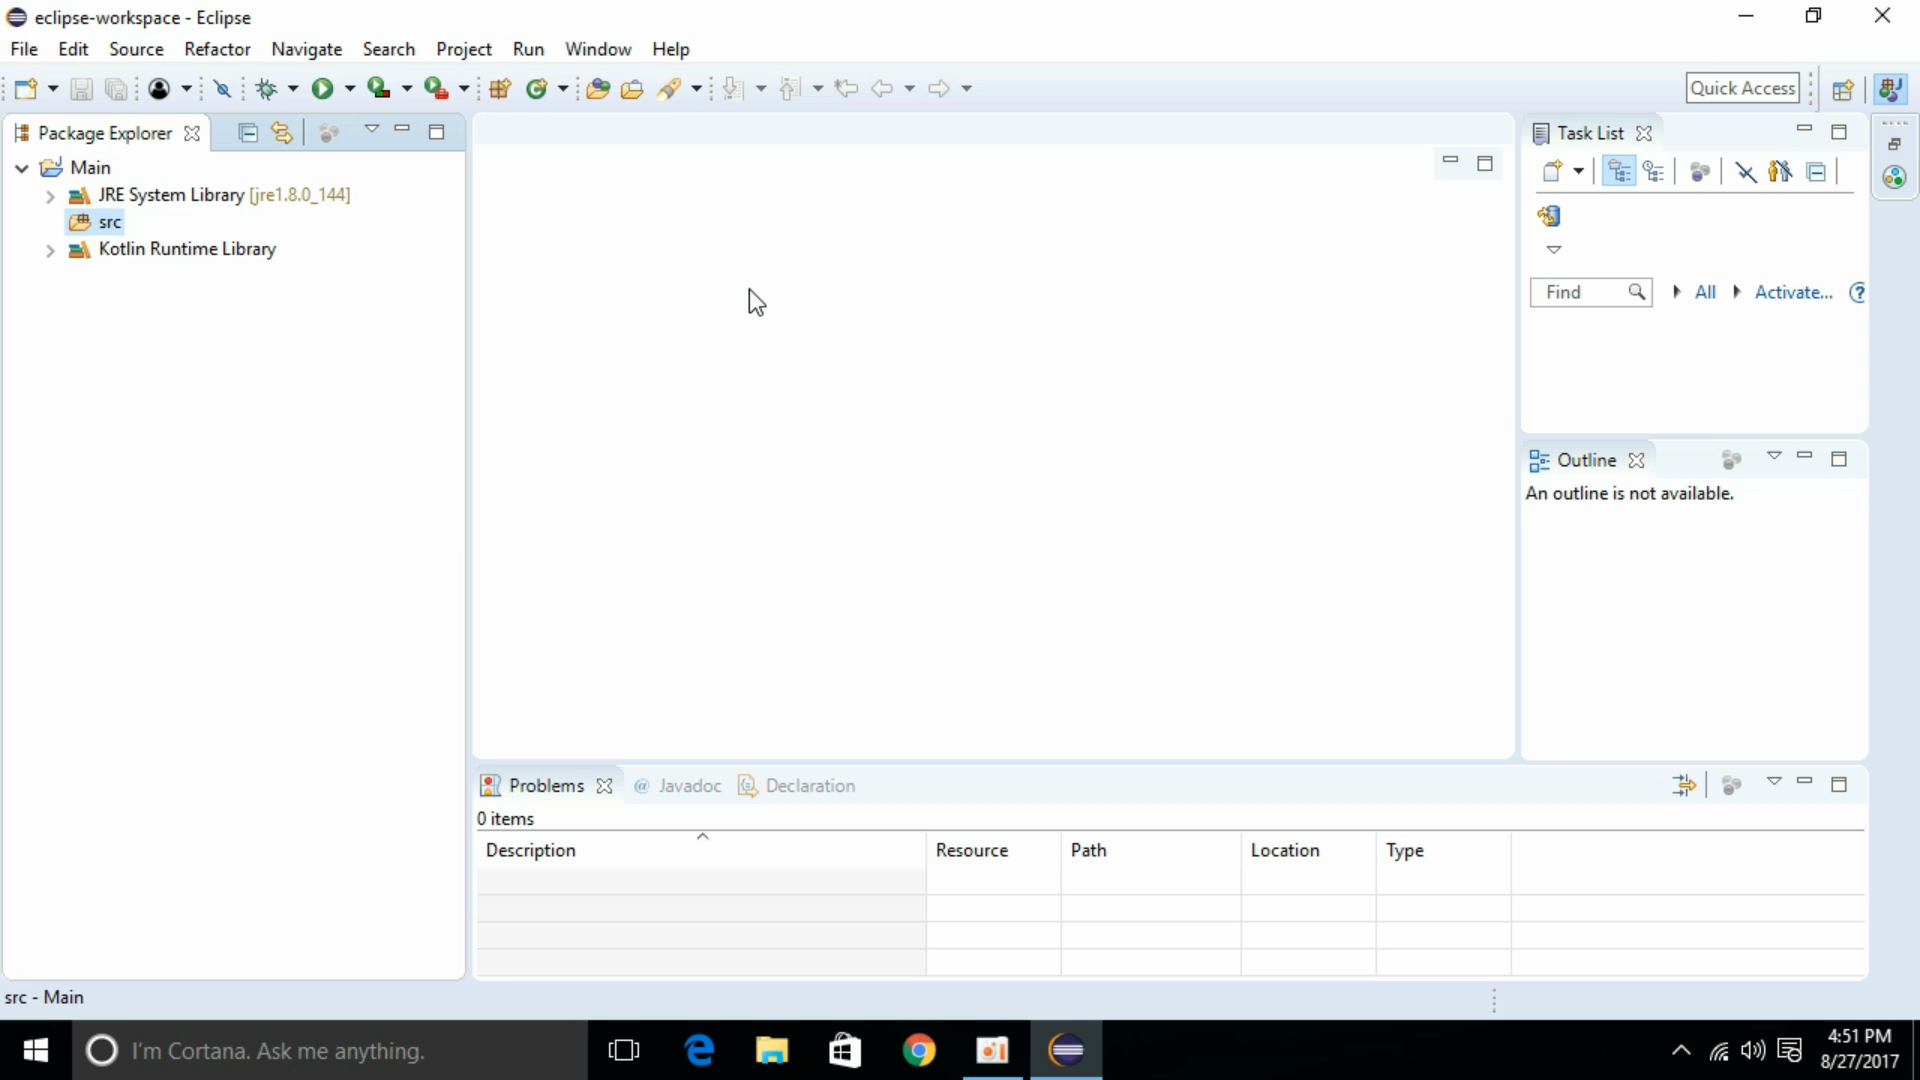 eclipse-workspace - Eclipse
File Edit Source Refactor Navigate Search Project Run Window Help
Quick Access
Package Explorer
Main
JRE System Library [jre1.8.0_144]
src
Kotlin Runtime Library
Task List
Find All Activate...
Outline
An outline is not available.
Problems @ Javadoc Declaration
0 items
Description Resource Path Location Type
src - Main
I'm Cortana. Ask me anything.
4:51 PM
8/27/2017